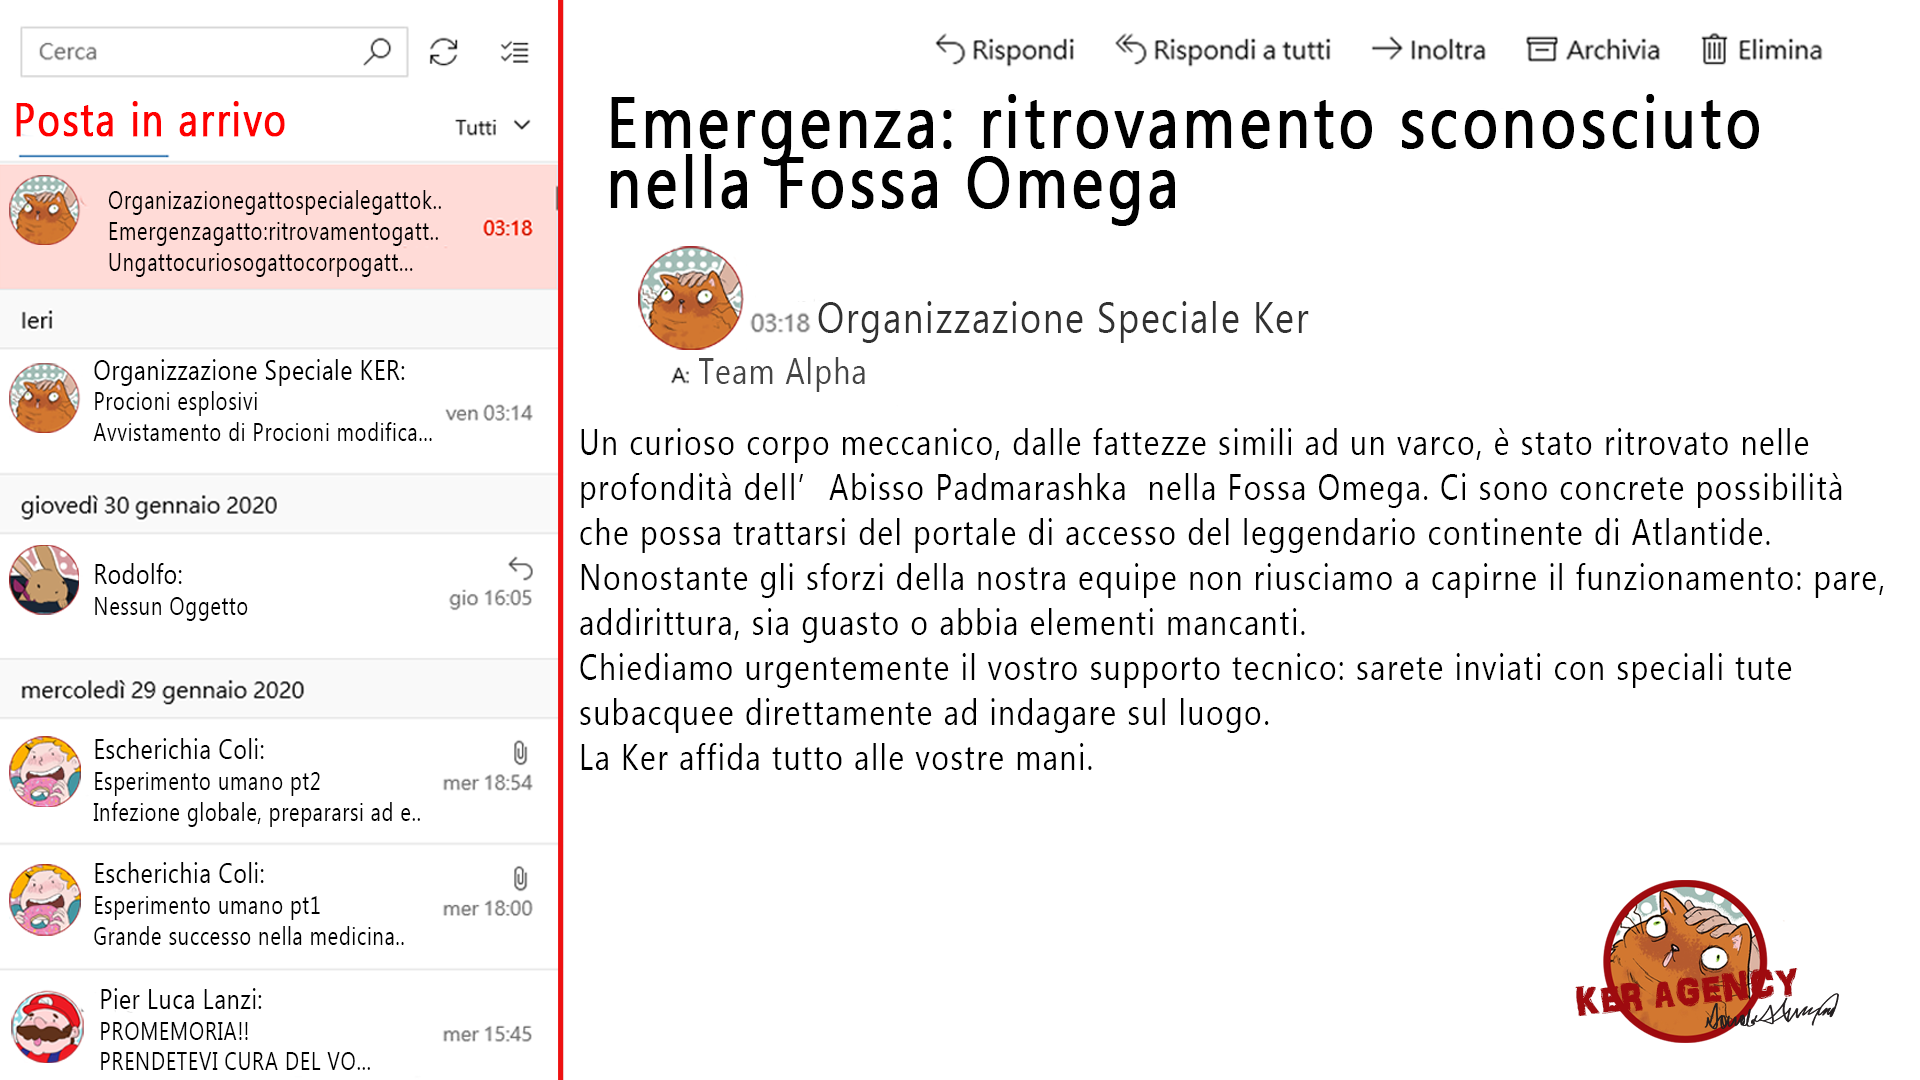 Cerca
Posta in arrivo
Tutti
Organizazionegattospecialegattok..
Emergenzagatto:ritrovamentogatt..
03:18
Ungattocuriosogattocorpogatt...
Ieri
Organizzazione Speciale KER:
Procioni esplosivi
ven 03:14
Avvistamento di Procioni modifica...
giovedì 30 gennaio 2020
Rodolfo:
gio 16:05
Nessun Oggetto
mercoledì 29 gennaio 2020
Escherichia Coli:
Esperimento umano pt2
mer 18:54
Infezione globale, prepararsi ad e..
Escherichia Coli:
Esperimento umano pt1
mer 18:00
Grande successo nella medicina..
Pier Luca Lanzi:
PROMEMORIA!!
mer 15:45
PRENDETEVI CURA DEL VO...
Rispondi Rispondi a tutti Inoltra Archivia Elimina
Emergenza: ritrovamento sconosciuto
nella Fossa Omega
03:18 Organizzazione Speciale Ker
A: Team Alpha
Un curioso corpo meccanico, dalle fattezze simili ad un varco, è stato ritrovato nelle
profondità dell’ Abisso Padmarashka nella Fossa Omega. Ci sono concrete possibilità
che possa trattarsi del portale di accesso del leggendario continente di Atlantide.
Nonostante gli sforzi della nostra equipe non riusciamo a capirne il funzionamento: pare,
addirittura, sia guasto o abbia elementi mancanti.
Chiediamo urgentemente il vostro supporto tecnico: sarete inviati con speciali tute
subacquee direttamente ad indagare sul luogo.
La Ker affida tutto alle vostre mani.
KER AGENCY